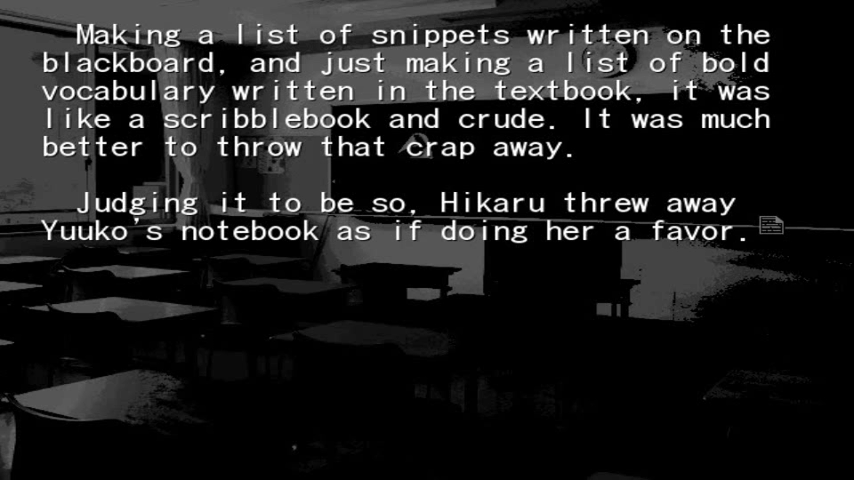 Making a list of snippets written on the
blackboard, and just making a list of bold
vocabulary written in the textbook, it was
like a scribblebook and crude. It was much
better to throw that crap away.
Judging it to be so, Hikaru threw away
Yuuko's notebook as if doing her a favor.